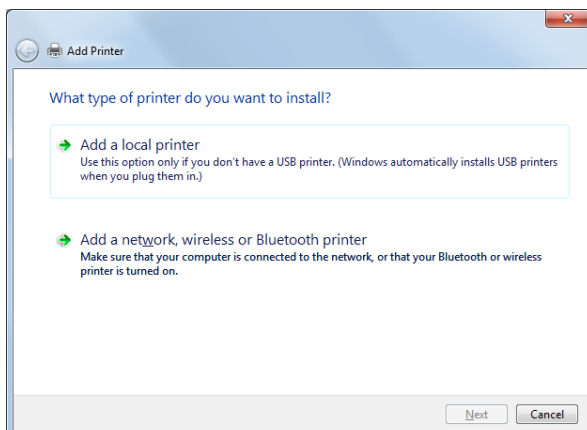 Add Printer
What type of printer do you want to install?
Add a local printer
Use this option only if you don't have a USB printer. (Windows automatically installs USB printers
when you plug them in.)
Add a network, wireless or Bluetooth printer
Make sure that your computer is connected to the network, or that your Bluetooth or wireless
printer is turned on.
Next
Cancel